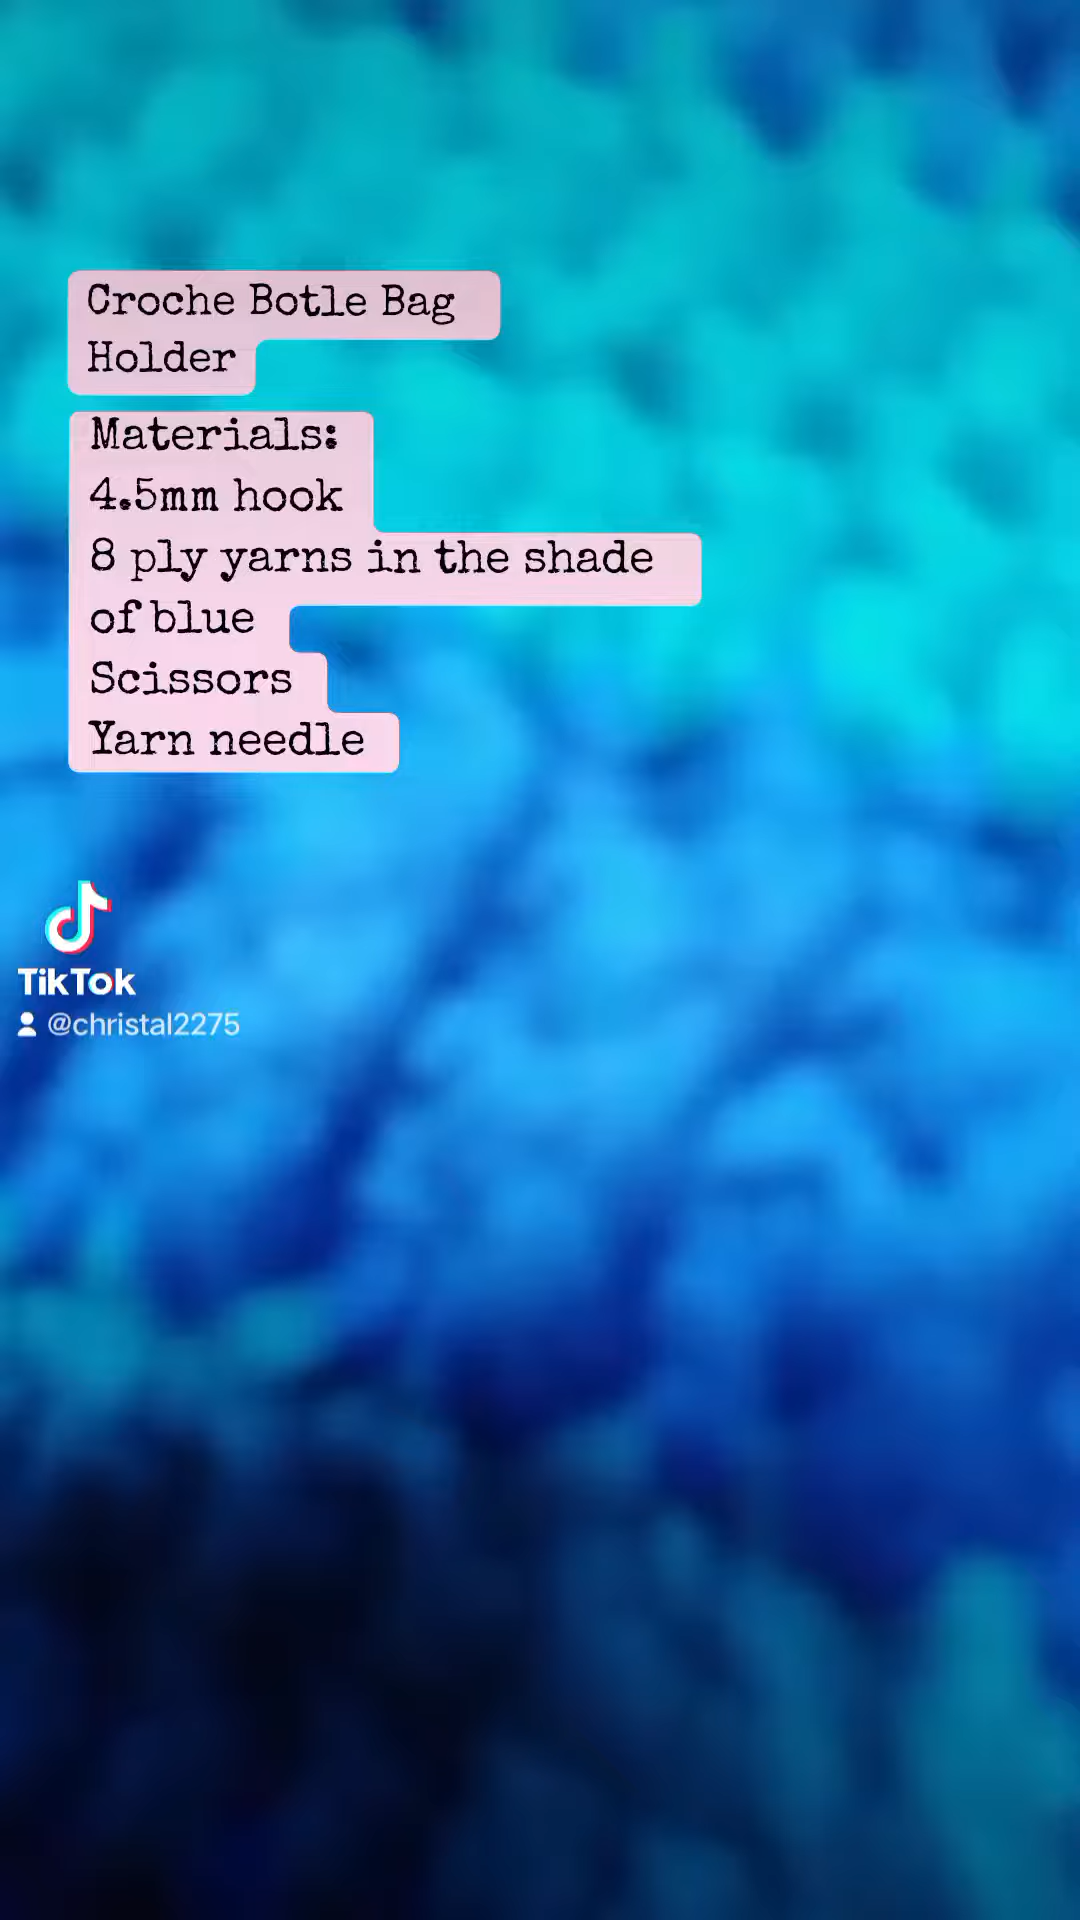 Croche Botle Bag
Holder
Materials:
4.5mm hook
8 ply yarns in the shade
of blue
Scissors
Yarn needle
TikTok
@christal2275